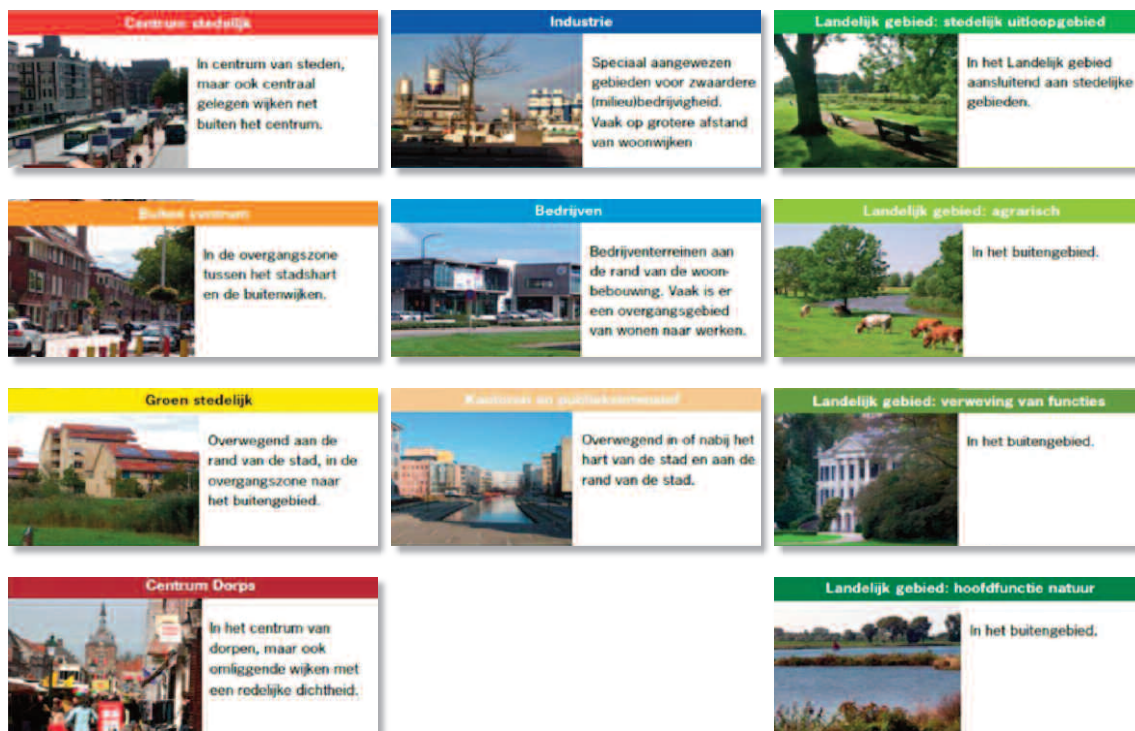 Centrum stedelijk
In centrum van steden,
maar ook centraal
gelegen wijken net
buiten het centrum.
Industrie
Speciaal aangewezen
gebieden voor zwaardere
(milieu)bedrijvigheid.
Vaak op grotere afstand
van woonwijken
Landelijk gebied: stedelijk uitloopgebied
In het Landelijk gebied
aansluitend aan stedelijke
gebieden.
Buiten centrum
In de overgangszone
tussen het stadshart
en de buitenwijken.
Bedrijven
Bedrijventerreinen aan
de rand van de woon-
bebouwing. Vaak is er
een overgangsgebied
van wonen naar werken.
Landelijk gebied: agrarisch
In het buitengebied.
Groen stedelijk
Overwegend aan de
rand van de stad, in de
overgangszone naar
het buitengebied.
Kantoren en publieksintensief
Overwegend in of nabij het
hart van de stad en aan de
rand van de stad.
Landelijk gebied: verweving van functies
In het buitengebied.
Centrum Dorps
In het centrum van
dorpen, maar ook
omliggende wijken met
een redelijke dichtheid.
Landelijk gebied: hoofdfunctie natuur
In het buitengebied.